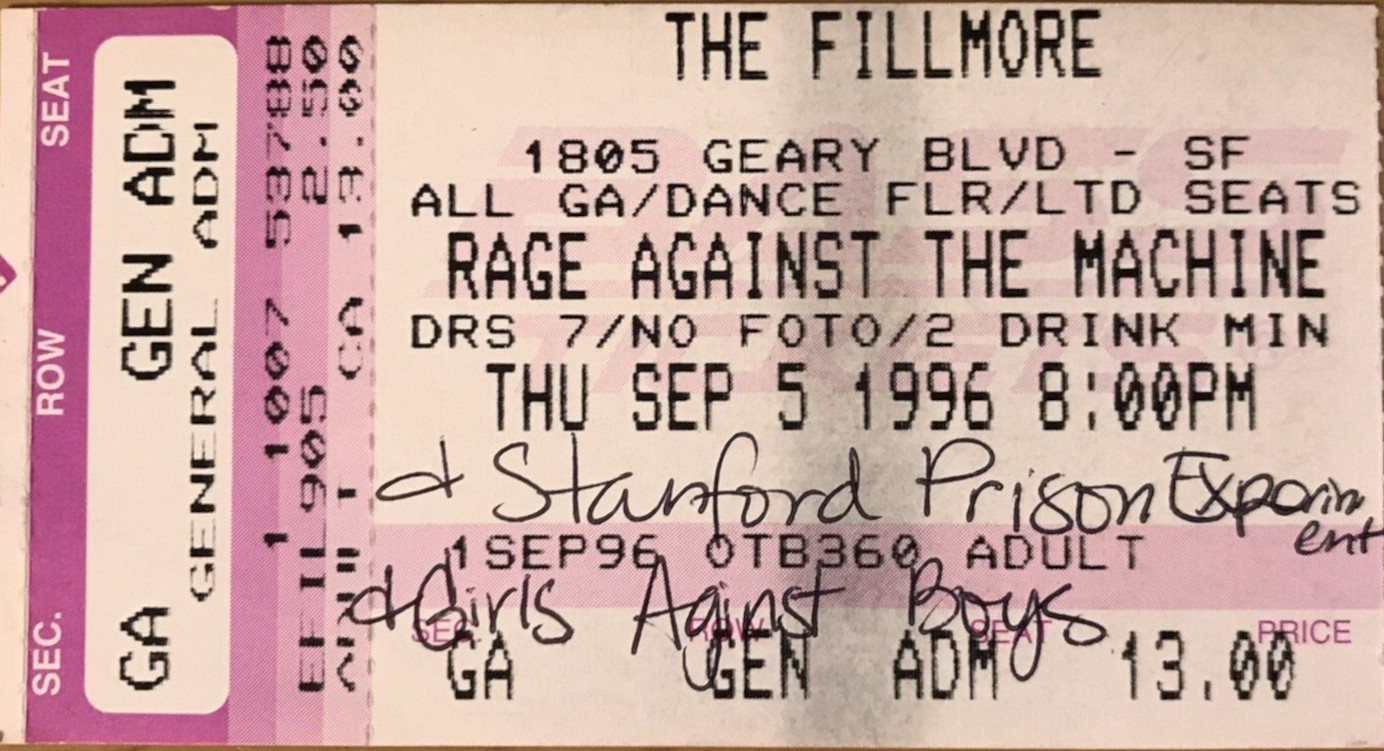 THE FILLMORE
1805 GEARY BLVD - SF
ALL GA/DANCE FLR/LTD SEATS
RAGE AGAINST THE MACHINE
DRS 7/NO FOTO/2 DRINK MIN
THU SEP 5 1996 8:00PM
& Stanford Prison Experim
ent
1SEP96 OTB360 ADULT
& Girls Aginst Boys
SEC. ROW SEAT PRICE
GA GEN ADM 13.00
SEC. ROW SEAT
GA GEN ADM
GENERAL ADM
1 1007 53788
EFIL905 2.50
CA 13.00